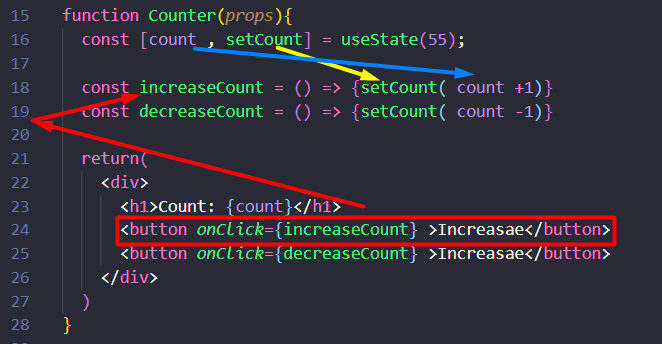 15 function Counter(props){
16 const [count , setCount] = useState(55);
17
18 const increaseCount = () => {setCount( count +1)}
19 const decreaseCount = () => {setCount( count -1)}
20
21 return(
22 <div>
23 <h1>Count: {count}</h1>
24 <button onClick={increaseCount} >Increasae</button>
25 <button onClick={decreaseCount} >Increasae</button>
26 </div>
27 )
28 }